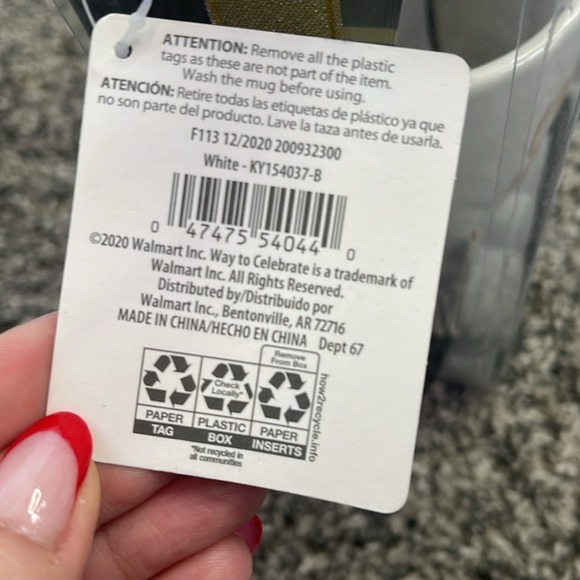 ATTENTION: Remove all the plastic
tags as these are not part of the item.
Wash the mug before using.
ATENCIÓN: Retire todas las etiquetas de plástico ya que
no son parte del producto. Lave la taza antes de usarla.
F113 12/2020 200932300
White - KY154037-B
0 47475 54044 0
©2020 Walmart Inc. Way to Celebrate is a trademark of
Walmart Inc. All Rights Reserved.
Distributed by/Distribuido por
Walmart Inc., Bentonville, AR 72716
MADE IN CHINA/HECHO EN CHINA Dept 67
Remove
From Box
Check
Locally*
PAPER PLASTIC PAPER
TAG BOX INSERTS
*Not recycled in
all communities
how2recycle.info